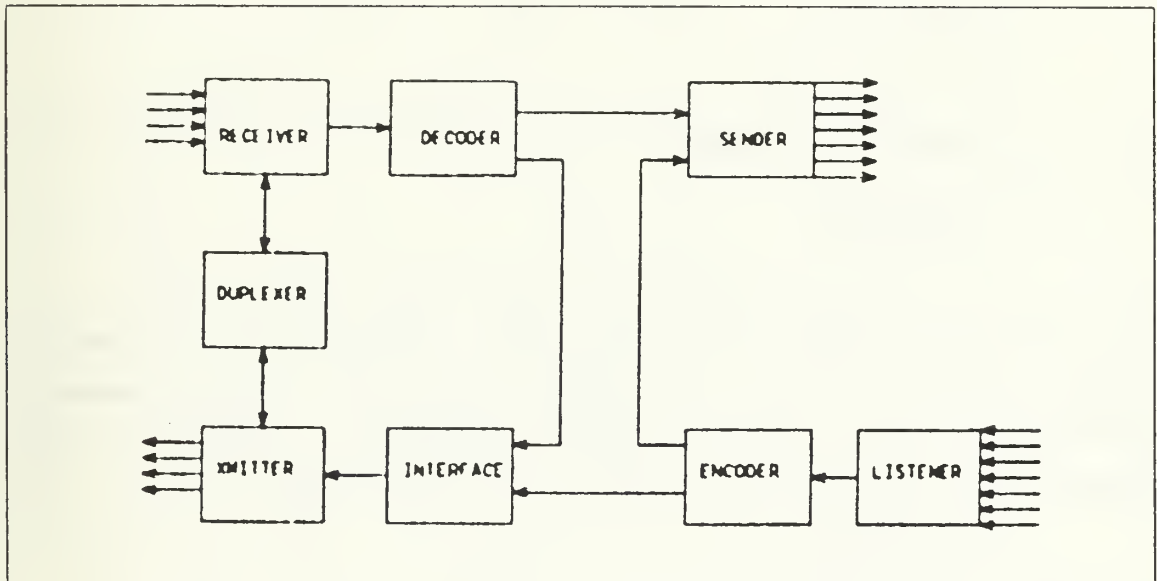 RECEIVER
DECODER
SENDER
DUPLEXER
XMITTER
INTERFACE
ENCODER
LISTENER